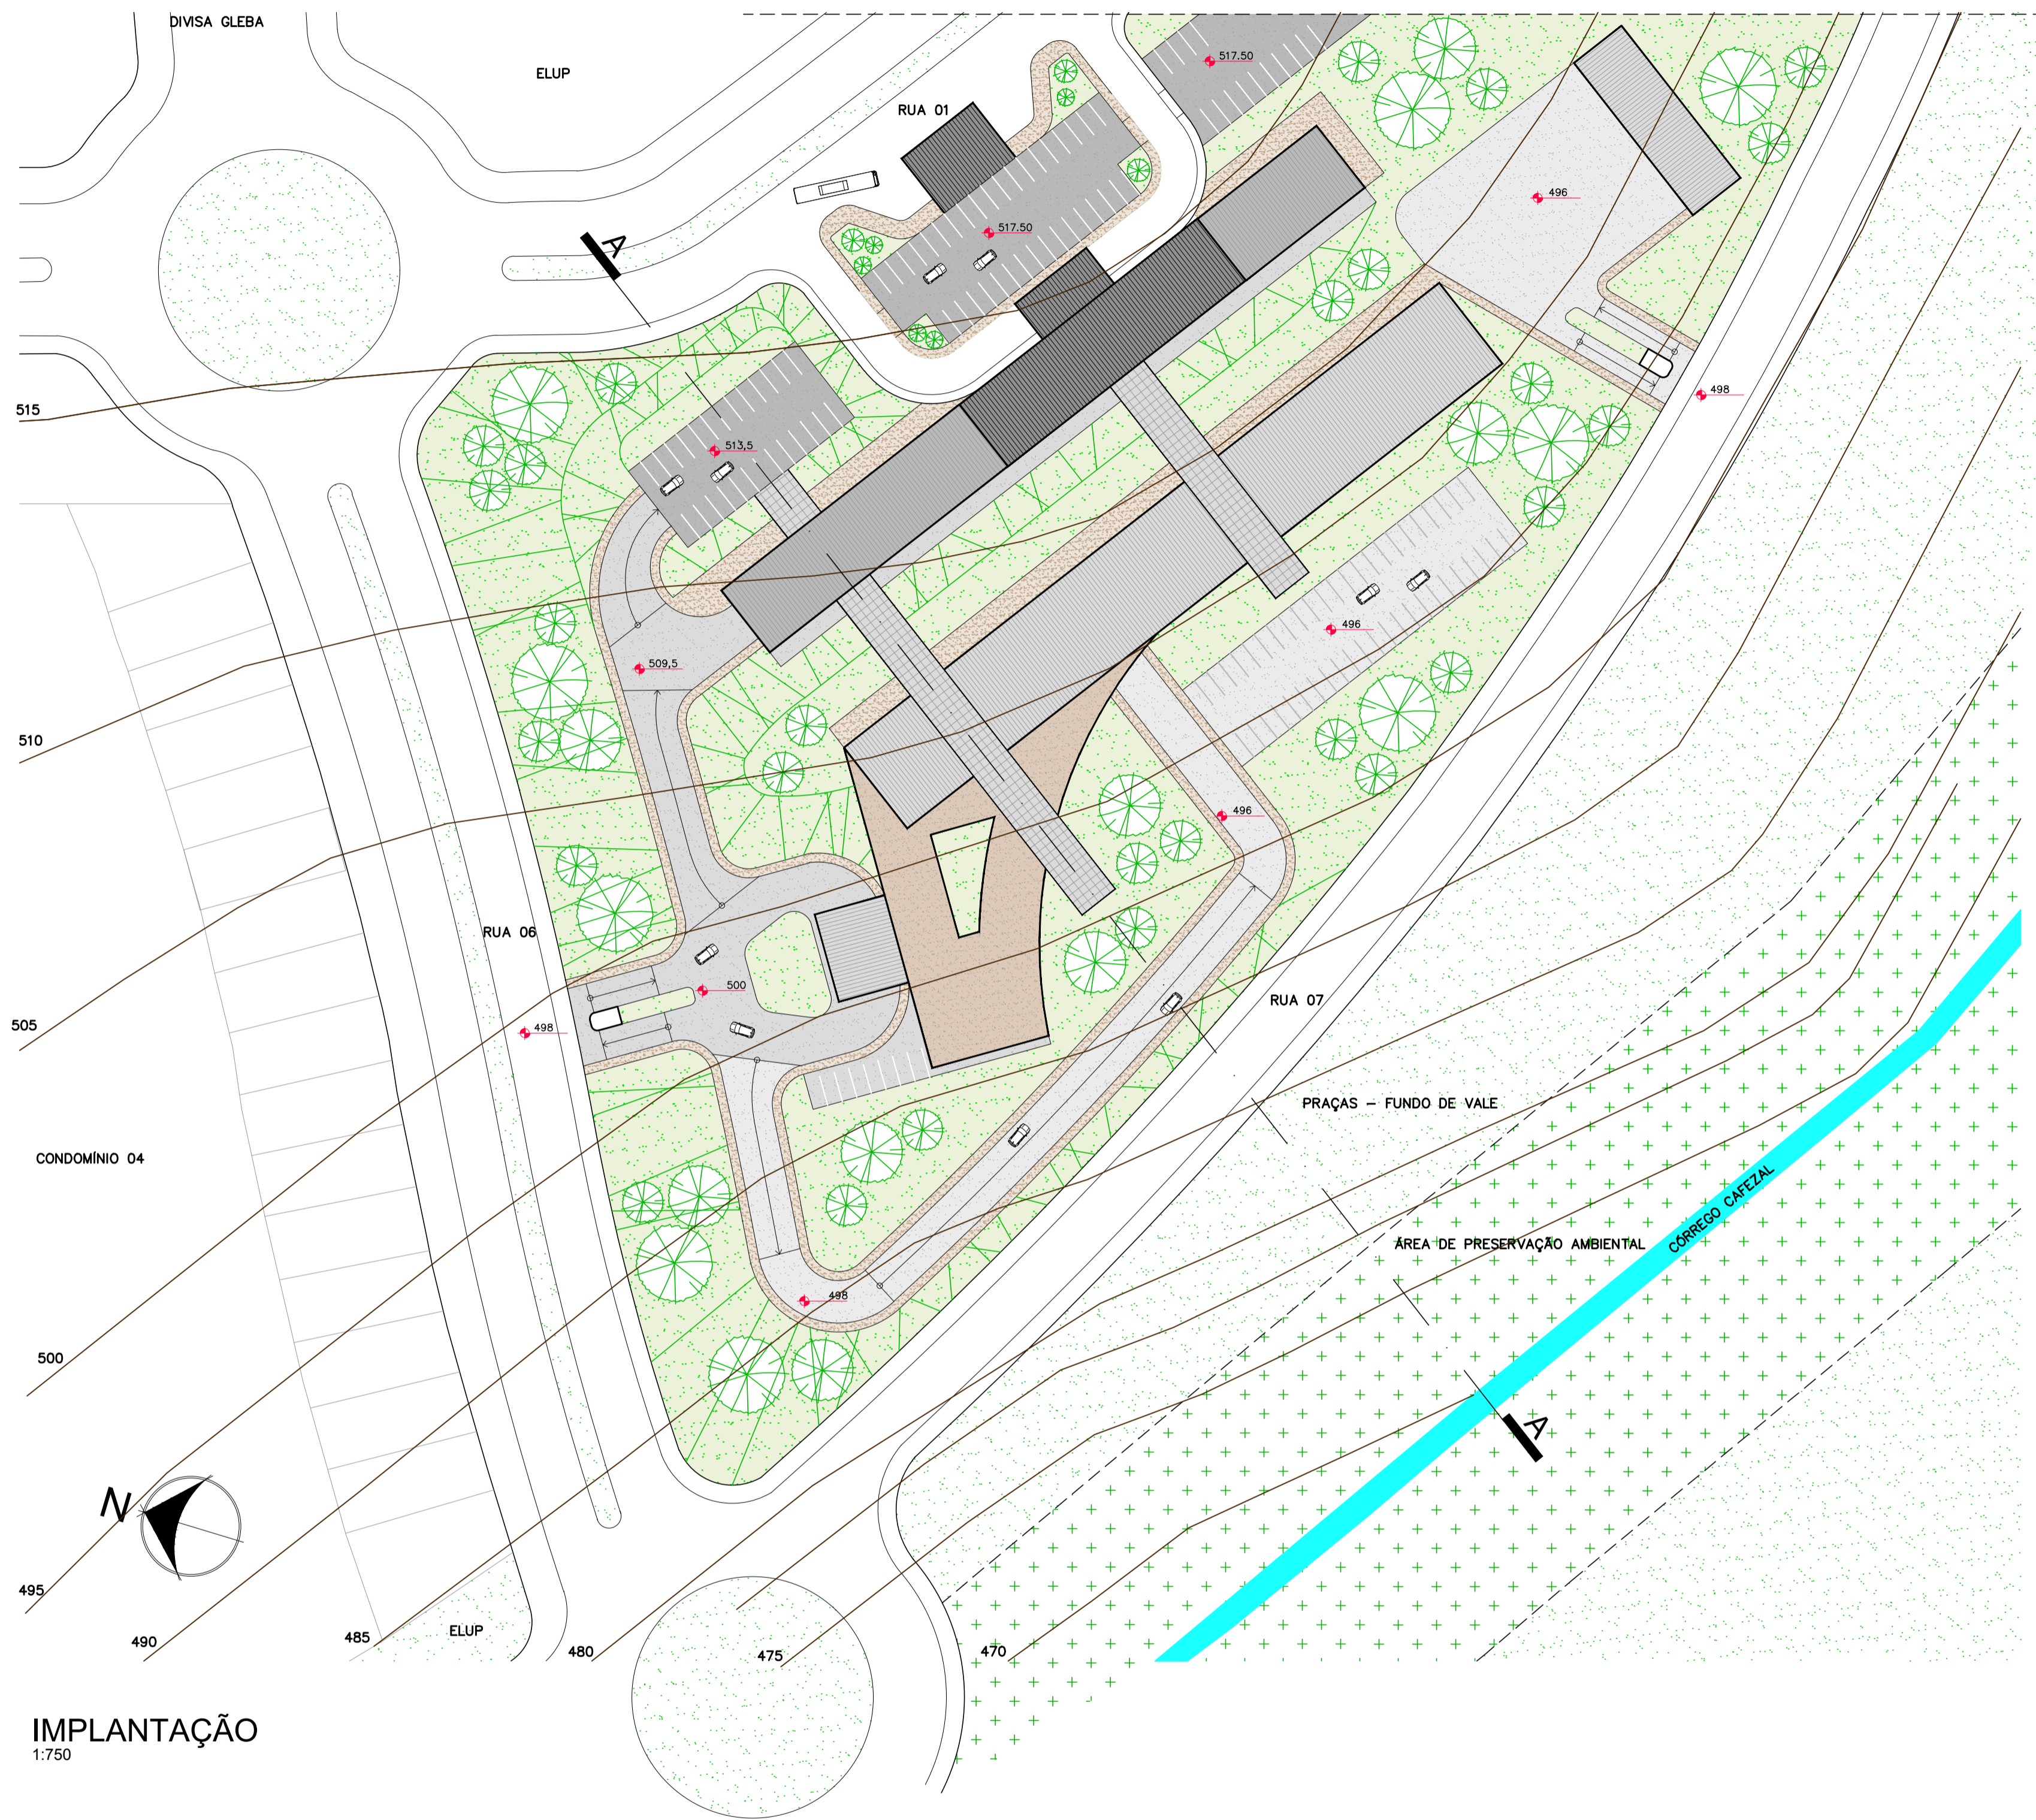 DIVISA GLEBA
ELUP
517.50
RUA 01
496
517.50
A
498
515
513,5
496
509,5
510
496
RUA 06
500
RUA 07
498
505
PRAÇAS – FUNDO DE VALE
CONDOMÍNIO 04
CÓRREGO CAFEZAL
ÁREA DE PRESERVAÇÃO AMBIENTAL
498
500
A
N
495
490
485
ELUP
480
475
470
IMPLANTAÇÃO
1:750